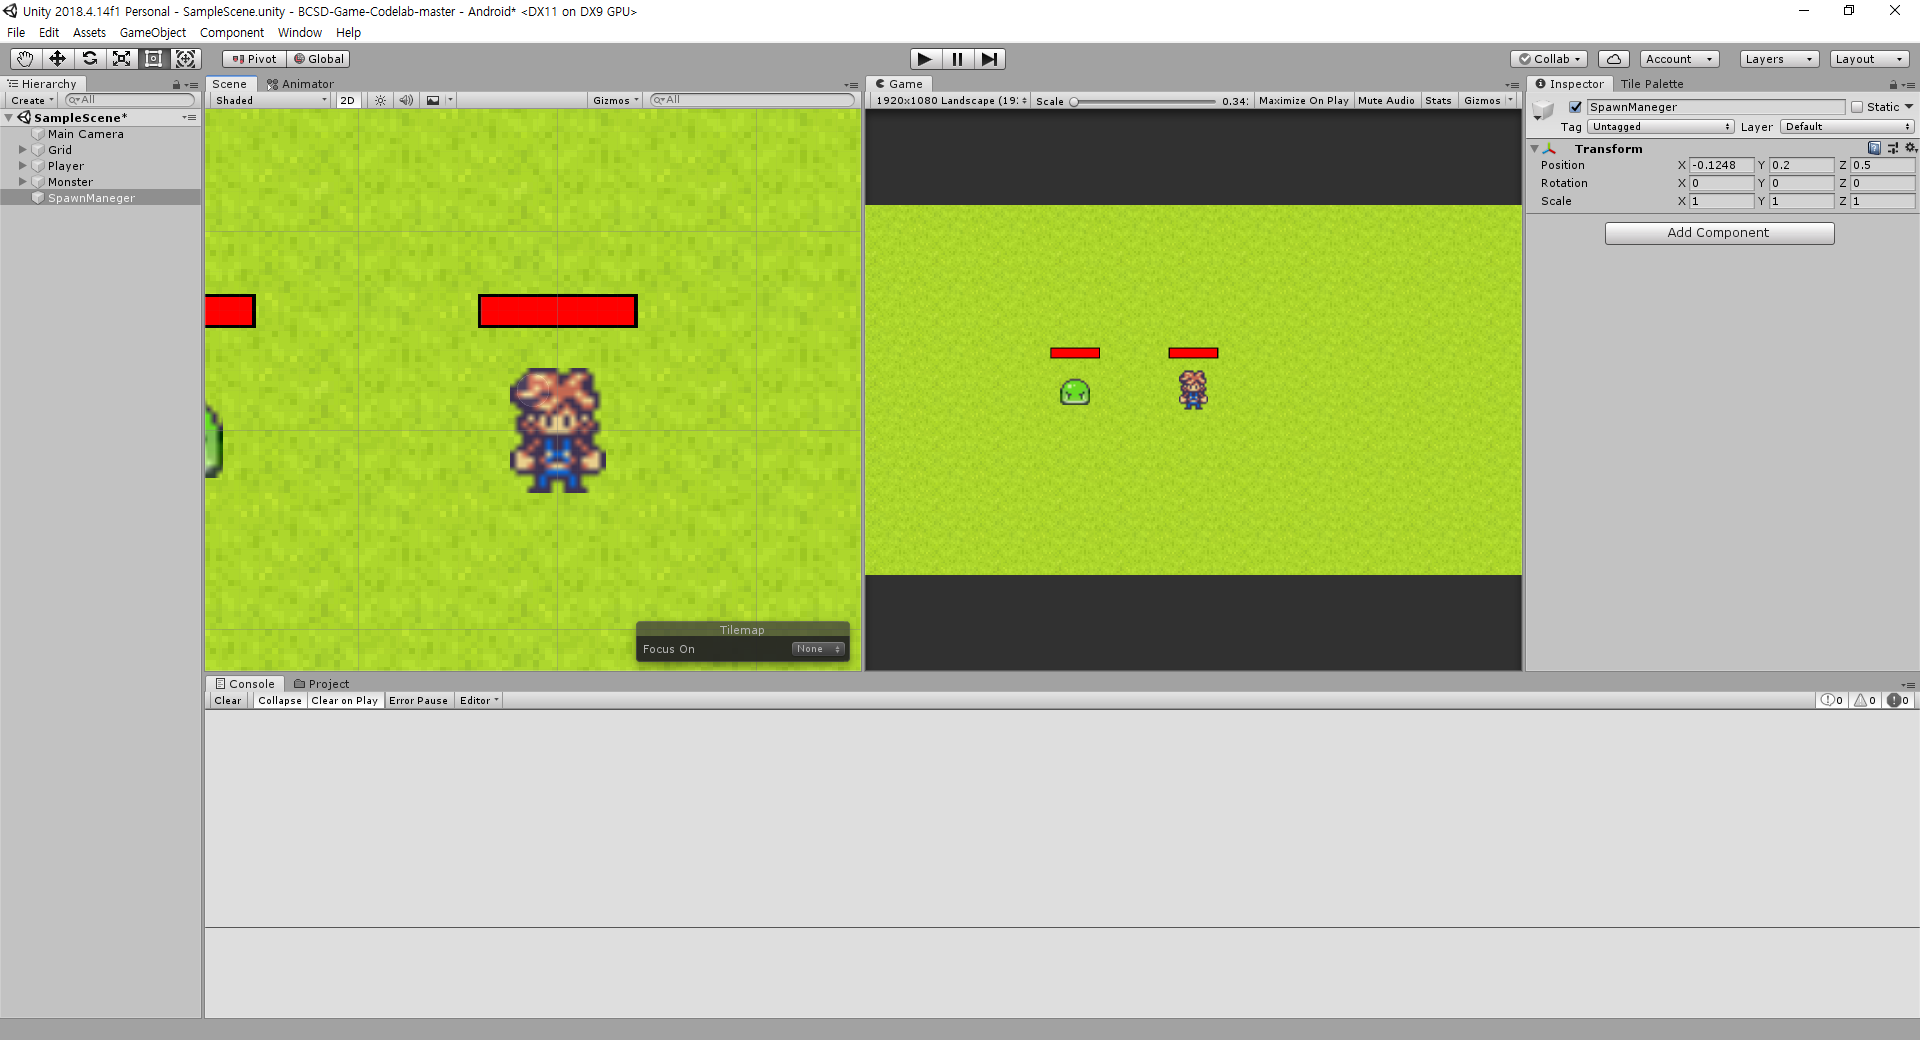 Unity 2018.4.14f1 Personal - SampleScene.unity - BCSD-Game-Codelab-master - Android* <DX11 on DX9 GPU>
File Edit Assets GameObject Component Window Help
Pivot Global Collab Account Layers Layout
Hierarchy
Create All
SampleScene*
Main Camera
Grid
Player
Monster
SpawnManeger
Scene Animator
Shaded 2D Gizmos All
Tilemap
Focus On None
Game
1920x1080 Landscape (19: Scale 0.34: Maximize On Play Mute Audio Stats Gizmos
Inspector Tile Palette
SpawnManeger Static
Tag Untagged Layer Default
Transform
Position X -0.1248 Y 0.2 Z 0.5
Rotation X 0 Y 0 Z 0
Scale X 1 Y 1 Z 1
Add Component
Console Project
Clear Collapse Clear on Play Error Pause Editor 0 0 0